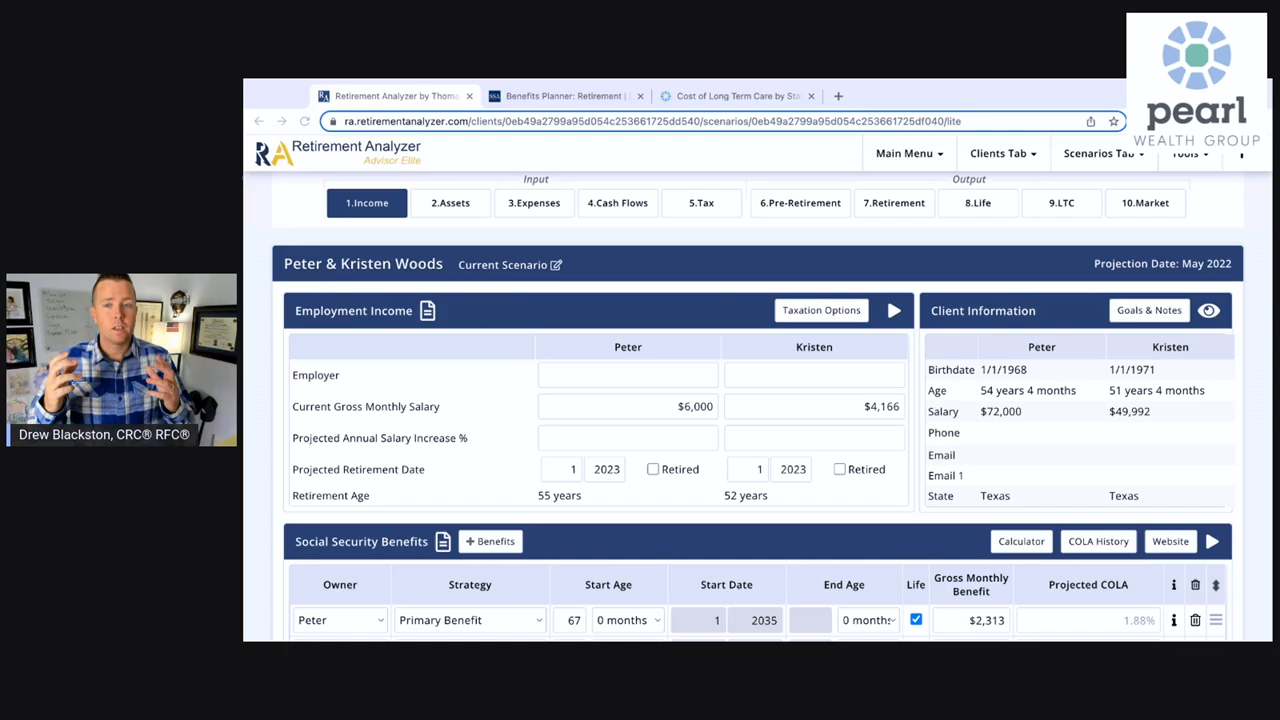 pearl
WEALTH GROUP
Retirement Analyzer by Thoma
Benefits Planner: Retirement |
Cost of Long Term Care by Sta
ra.retirementanalyzer.com/clients/0eb49a2799a95d054c253661725dd540/scenarios/0eb49a2799a95d054c253661725df040/lite
RA Retirement Analyzer
Advisor Elite
Main Menu
Clients Tab
Scenarios Tab
Tools
Input
Output
1.Income
2.Assets
3.Expenses
4.Cash Flows
5.Tax
6.Pre-Retirement
7.Retirement
8.Life
9.LTC
10.Market
Peter & Kristen Woods
Current Scenario
Projection Date: May 2022
Employment Income
Taxation Options
Peter Kristen
Employer
Current Gross Monthly Salary $6,000 $4,166
Projected Annual Salary Increase %
Projected Retirement Date 1 2023 Retired 1 2023 Retired
Retirement Age 55 years 52 years
Client Information
Goals & Notes
Peter Kristen
Birthdate 1/1/1968 1/1/1971
Age 54 years 4 months 51 years 4 months
Salary $72,000 $49,992
Phone
Email
Email 1
State Texas Texas
Social Security Benefits
+ Benefits
Calculator
COLA History
Website
Owner Strategy Start Age Start Date End Age Life Gross Monthly Benefit Projected COLA
Peter Primary Benefit 67 0 months 1 2035 0 months $2,313 1.88%
Drew Blackston, CRC® RFC®